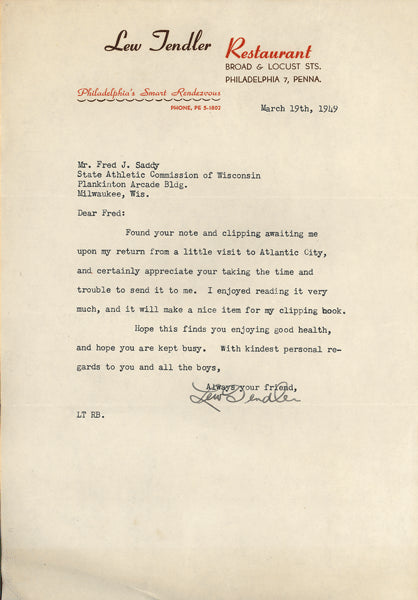 Lew Tendler Restaurant
BROAD & LOCUST STS.
PHILADELPHIA 7, PENNA.
Philadelphia's Smart Rendezvous
PHONE, PE 5-1802
March 19th, 1949
Mr. Fred J. Saddy
State Athletic Commission of Wisconsin
Plankinton Arcade Bldg.
Milwaukee, Wis.
Dear Fred:
Found your note and clipping awaiting me
upon my return from a little visit to Atlantic City,
and certainly appreciate your taking the time and
trouble to send it to me. I enjoyed reading it very
much, and it will make a nice item for my clipping book.
Hope this finds you enjoying good health,
and hope you are kept busy. With kindest personal re-
gards to you and all the boys,
Always your friend,
Lew Tendler
LT RB.